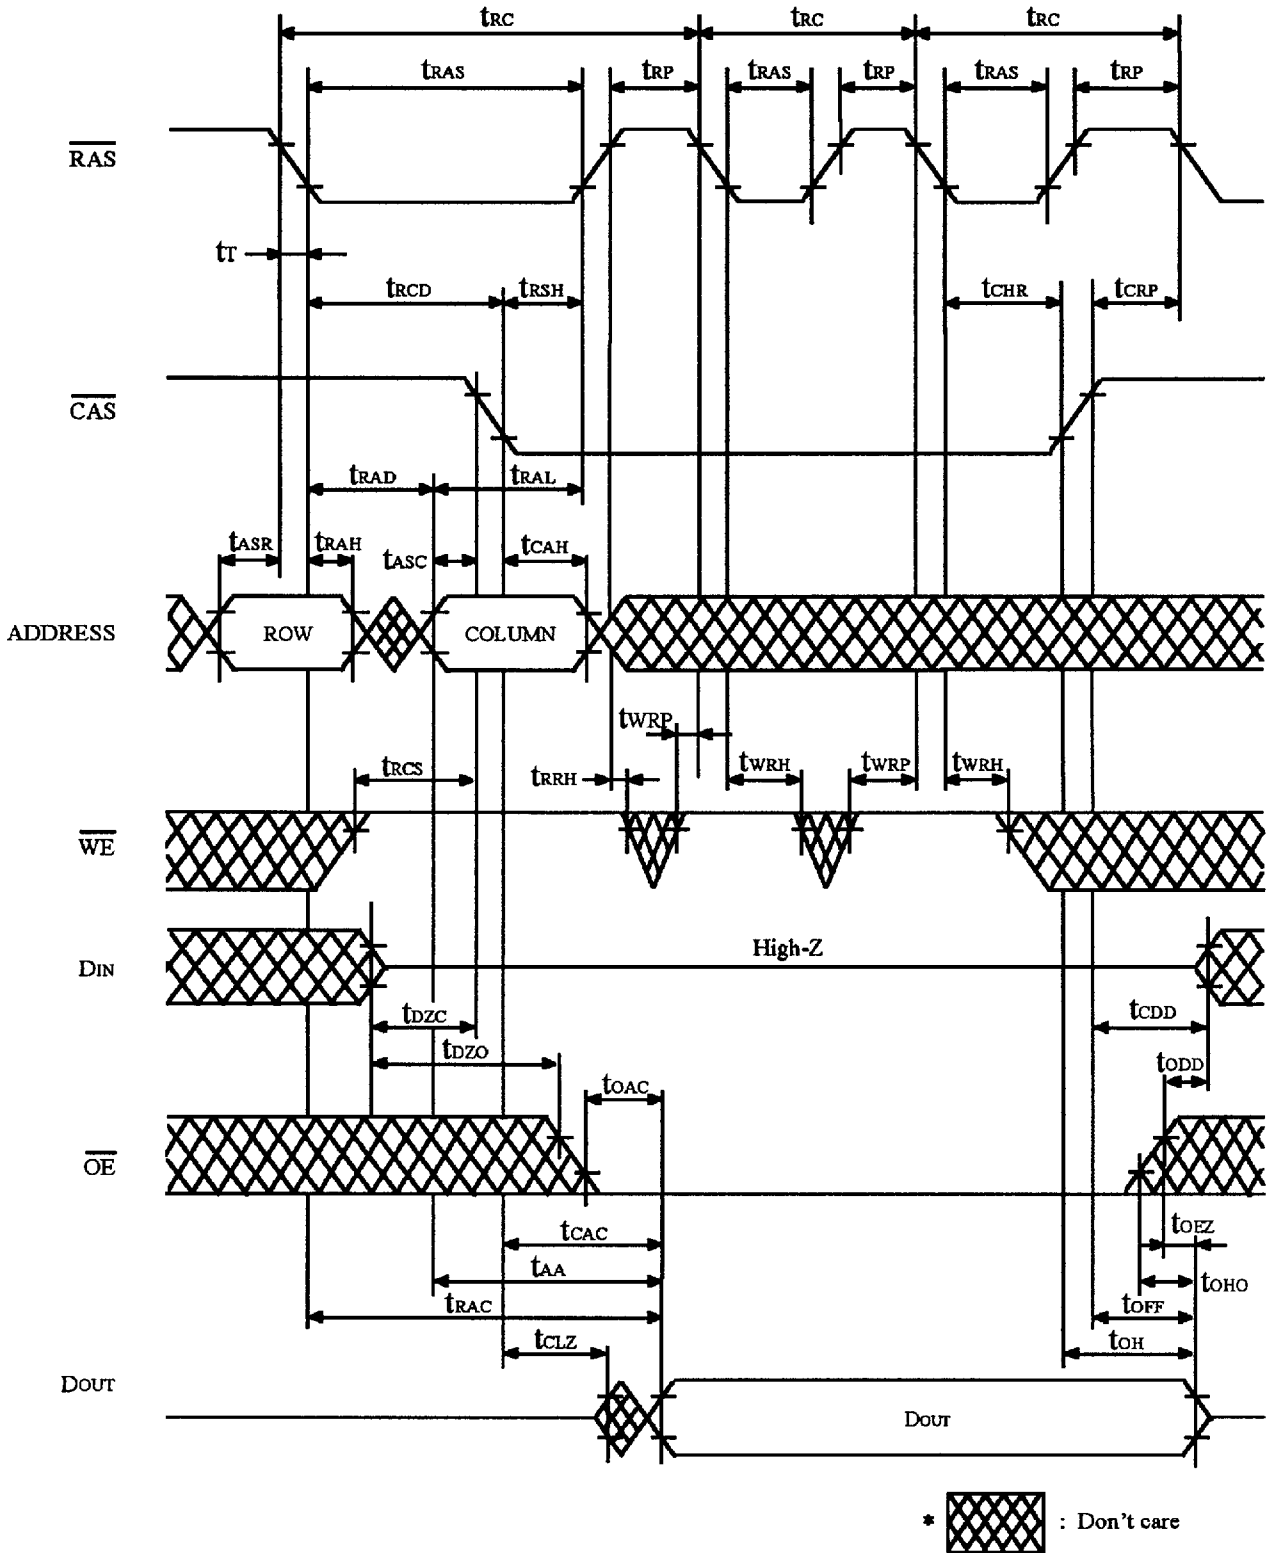 tRC tRC tRC
tRAS tRP tRAS tRP tRAS tRP
RAS
tT
tRCD tRSH tCHR tCRP
CAS
tRAD tRAL
tASR tRAH tASC tCAH
ADDRESS ROW COLUMN
tWRP
tRCS tRRH tWRH tWRP tWRH
WE
High-Z
DIN
tDZC tCDD
tDZO tODD
tOAC
OE
tCAC tOEZ
tAA tOHO
tRAC tOFF
tCLZ tOH
DOUT
DOUT
* : Don't care